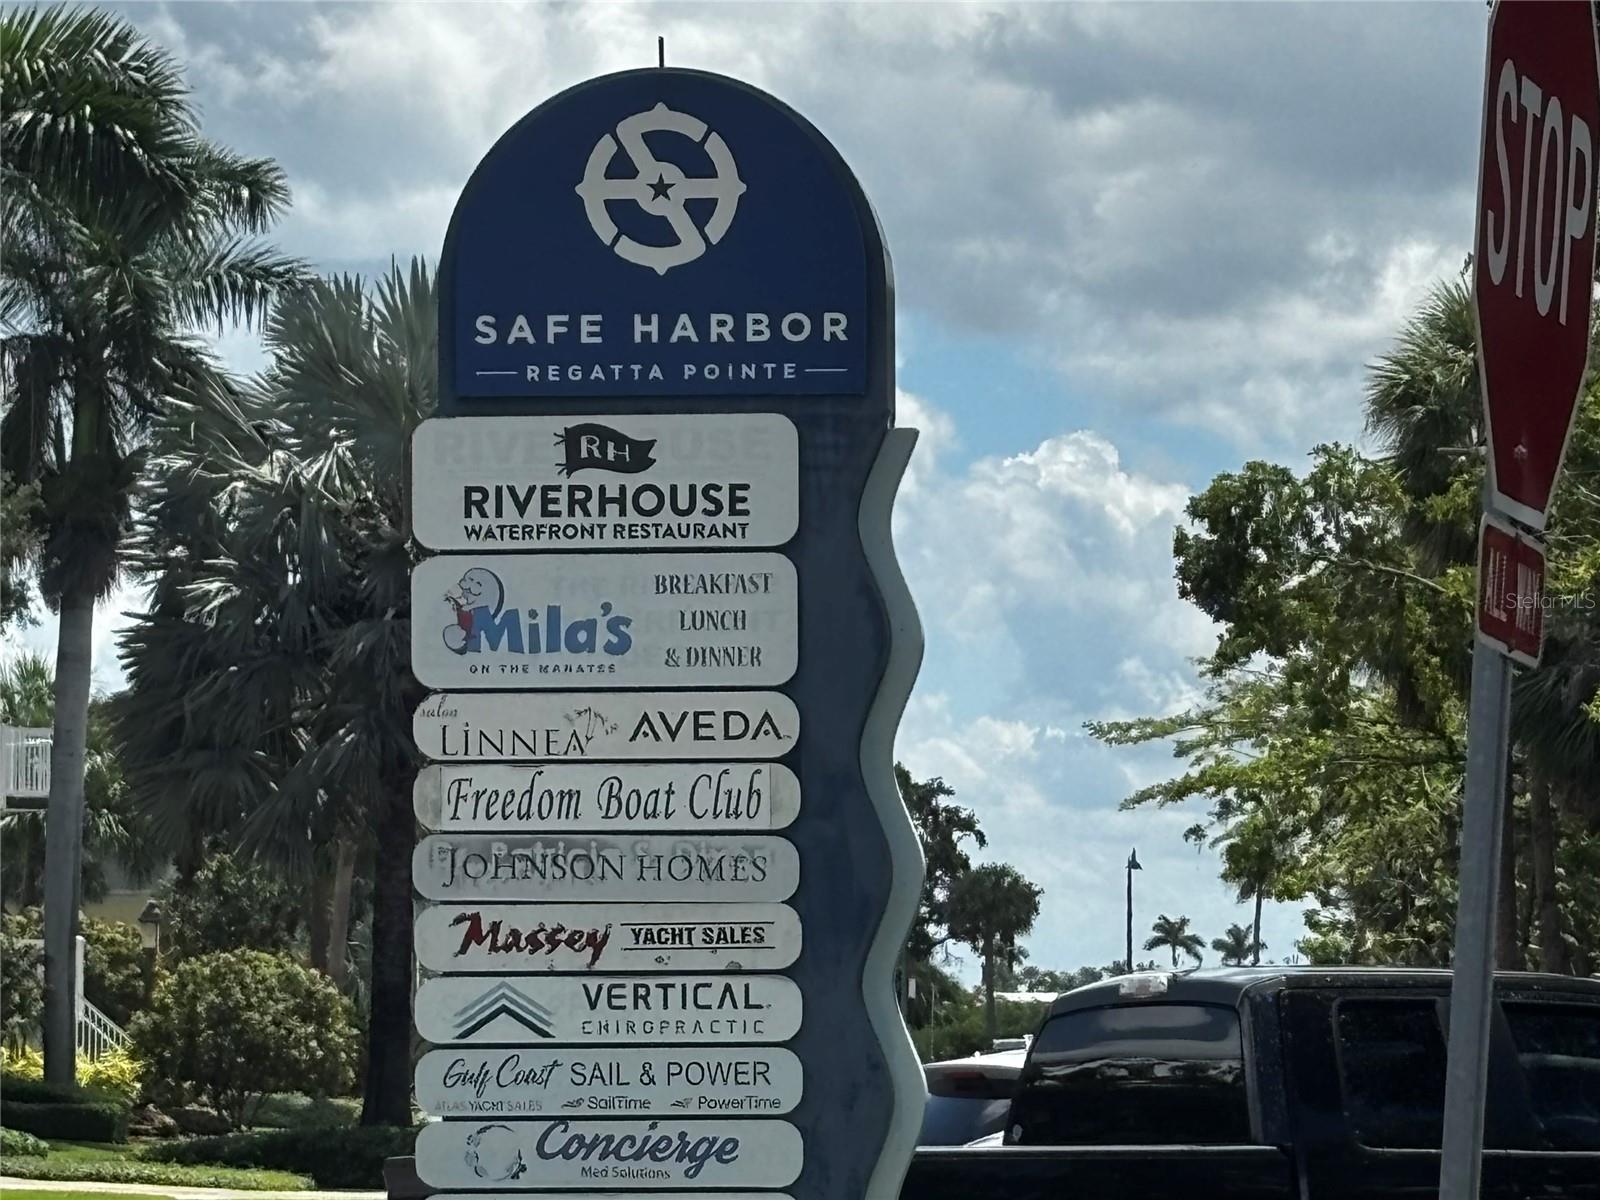 SAFE HARBOR
REGATTA POINTE
RH
RIVERHOUSE
WATERFRONT RESTAURANT
Mila's
ON THE MANATEE
BREAKFAST
LUNCH
& DINNER
salon
LINNEA
AVEDA
Freedom Boat Club
JOHNSON HOMES
Massey YACHT SALES
VERTICAL
CHIROPRACTIC
Gulf Coast SAIL & POWER
ATLAS YACHT SALES SailTime PowerTime
Concierge
Med Solutions
STOP
ALL WAY
StellarMLS